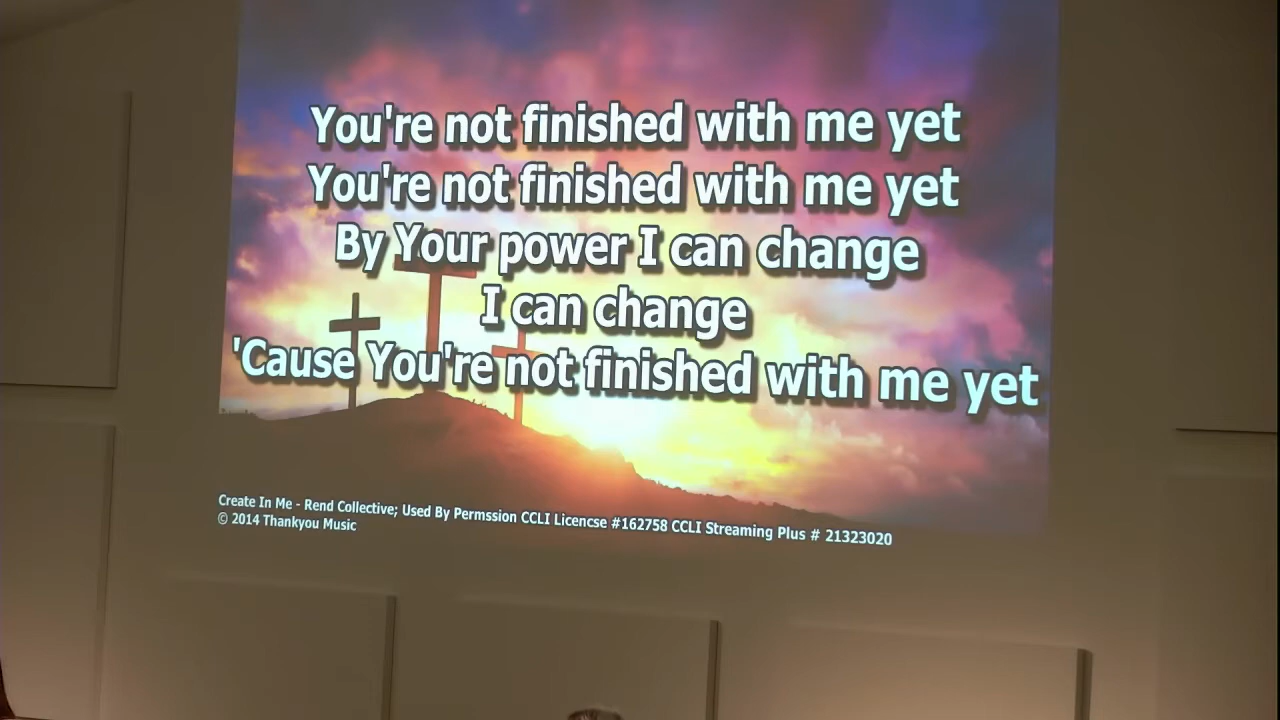 You're not finished with me yet
You're not finished with me yet
By Your power I can change
I can change
'Cause You're not finished with me yet
Create In Me - Rend Collective; Used By Permssion CCLI Licencse #162758 CCLI Streaming Plus # 21323020
© 2014 Thankyou Music